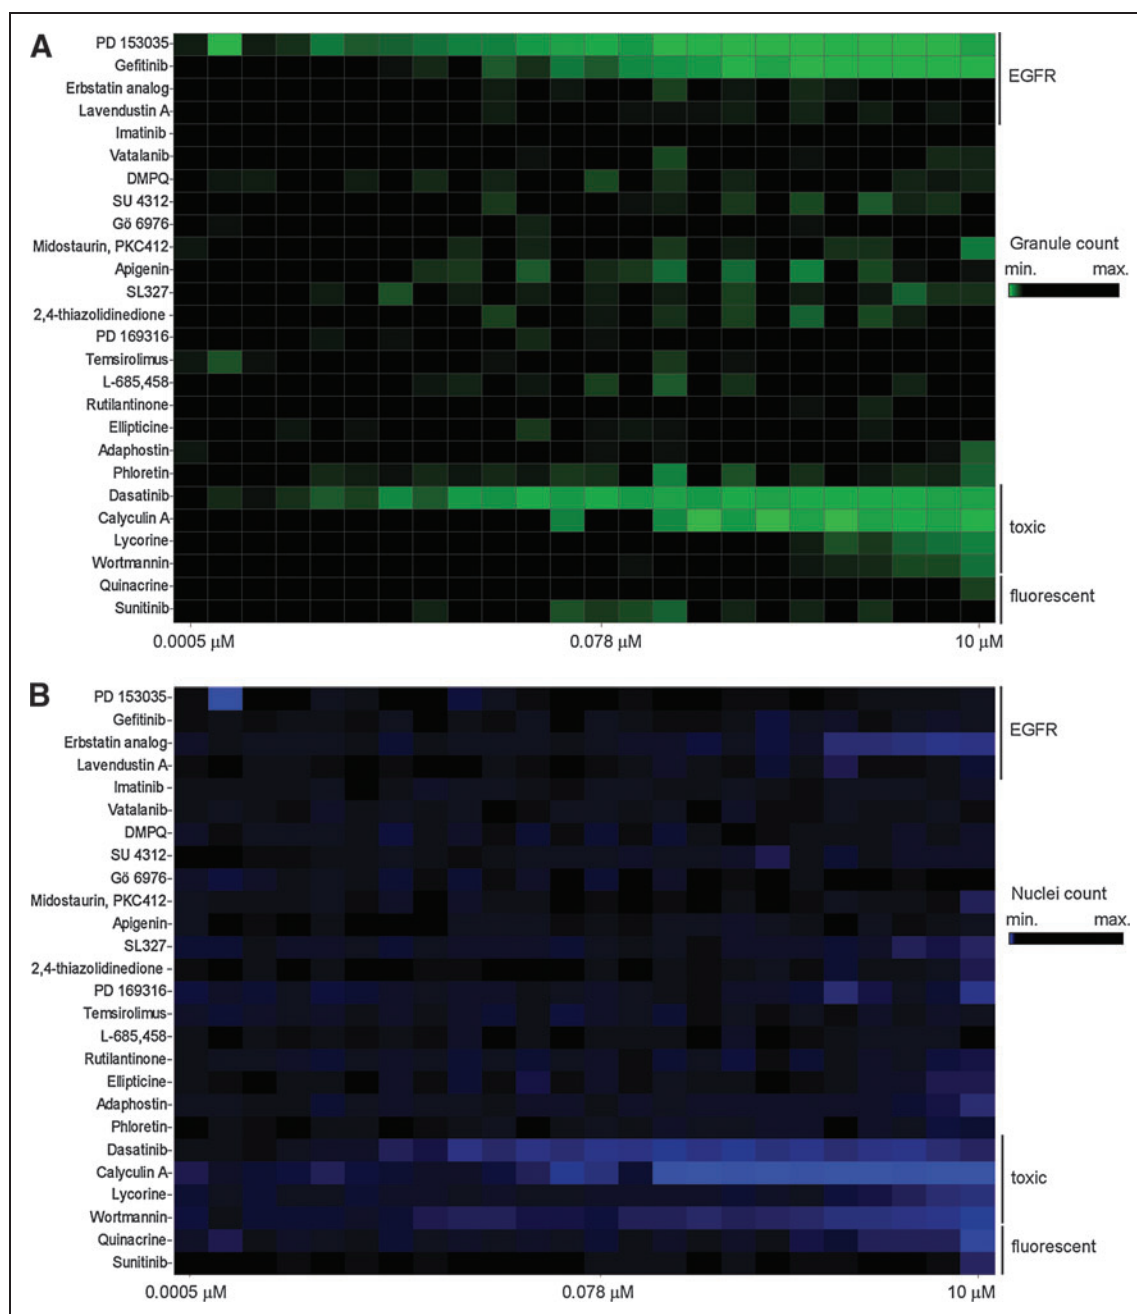 A
PD 153035
Gefitinib
Erbstatin analog
Lavendustin A
Imatinib
Vatalanib
DMPQ
SU 4312
Gö 6976
Midostaurin, PKC412
Apigenin
SL327
2,4-thiazolidinedione
PD 169316
Temsirolimus
L-685,458
Rutilantinone
Ellipticine
Adaphostin
Phloretin
Dasatinib
Calyculin A
Lycorine
Wortmannin
Quinacrine
Sunitinib
EGFR
Granule count
min. max.
toxic
fluorescent
0.0005 µM 0.078 µM 10 µM
B
PD 153035
Gefitinib
Erbstatin analog
Lavendustin A
Imatinib
Vatalanib
DMPQ
SU 4312
Gö 6976
Midostaurin, PKC412
Apigenin
SL327
2,4-thiazolidinedione
PD 169316
Temsirolimus
L-685,458
Rutilantinone
Ellipticine
Adaphostin
Phloretin
Dasatinib
Calyculin A
Lycorine
Wortmannin
Quinacrine
Sunitinib
EGFR
Nuclei count
min. max.
toxic
fluorescent
0.0005 µM 0.078 µM 10 µM